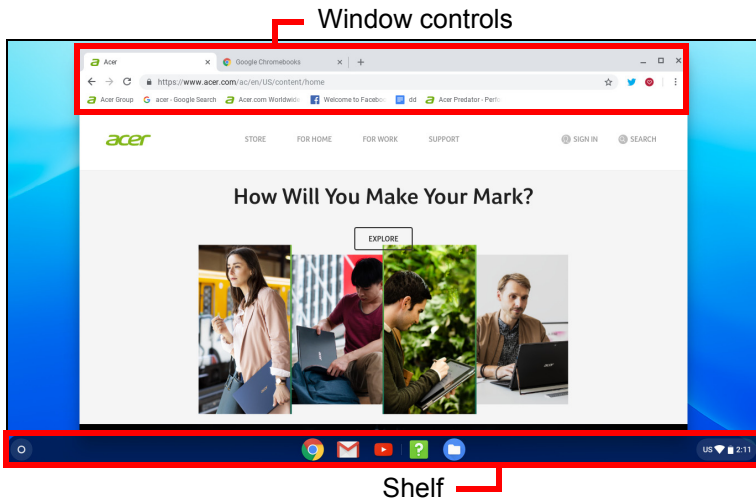 Window controls
Acer × Google Chromebooks × +
https://www.acer.com/ac/en/US/content/home
Acer Group acer - Google Search Acer.com Worldwide Welcome to Faceboo dd Acer Predator - Perfo
acer STORE FOR HOME FOR WORK SUPPORT SIGN IN SEARCH
How Will You Make Your Mark?
EXPLORE
US 2:11
Shelf